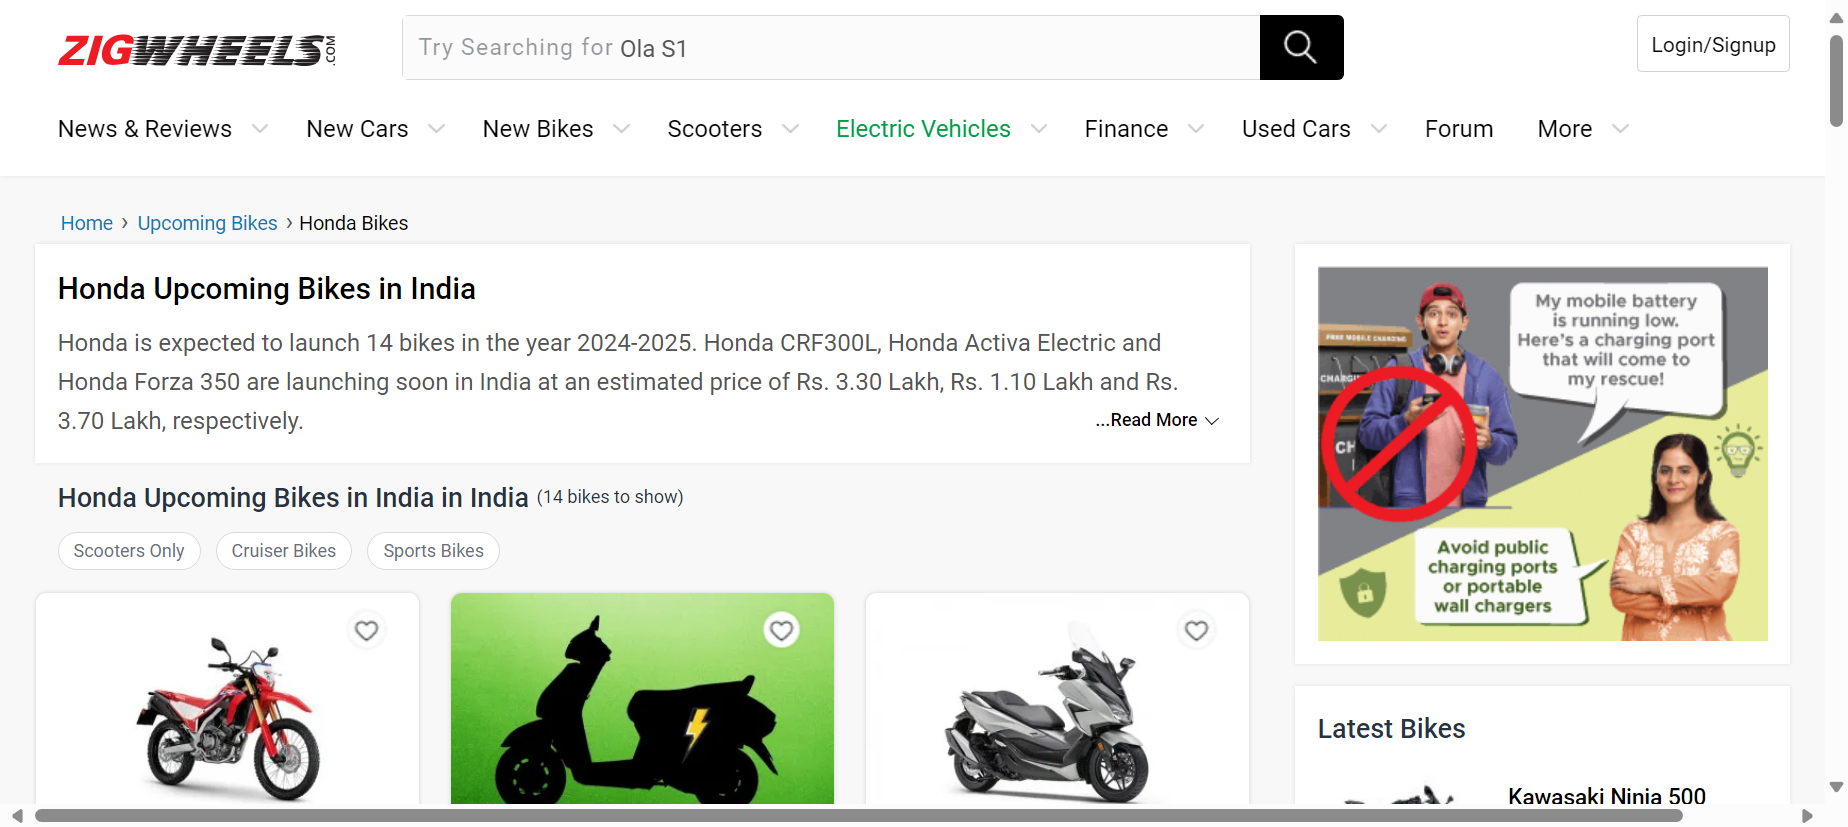 ZIGWHEELS.COM
Try Searching for Ola S1
Login/Signup
News & Reviews
New Cars
New Bikes
Scooters
Electric Vehicles
Finance
Used Cars
Forum
More
Home › Upcoming Bikes › Honda Bikes
Honda Upcoming Bikes in India
Honda is expected to launch 14 bikes in the year 2024-2025. Honda CRF300L, Honda Activa Electric and
Honda Forza 350 are launching soon in India at an estimated price of Rs. 3.30 Lakh, Rs. 1.10 Lakh and Rs.
3.70 Lakh, respectively.
...Read More
Honda Upcoming Bikes in India in India (14 bikes to show)
Scooters Only
Cruiser Bikes
Sports Bikes
My mobile battery
is running low.
Here's a charging port
that will come to
my rescue!
FREE MOBILE CHARGING
Avoid public
charging ports
or portable
wall chargers
Latest Bikes
Kawasaki Ninja 500